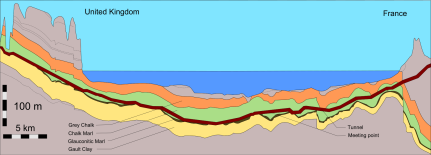 United Kingdom
France
100 m
5 km
Grey Chalk
Chalk Marl
Glauconitic Marl
Gault Clay
Tunnel
Meeting point